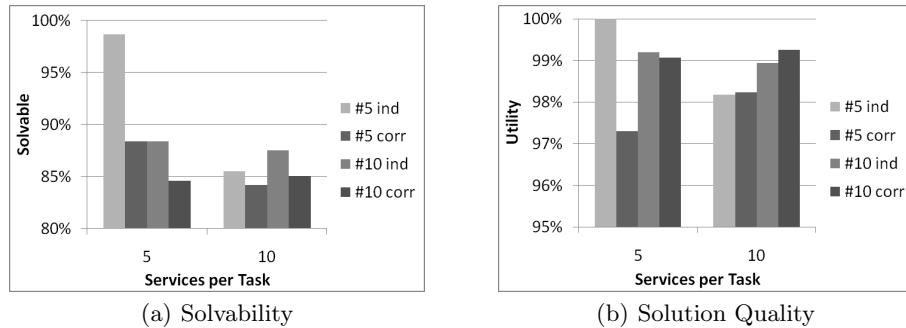 100%
95%
90%
85%
80%
Solvable
5
10
Services per Task
#5 ind
#5 corr
#10 ind
#10 corr
(a) Solvability
100%
99%
98%
97%
96%
95%
Utility
5
10
Services per Task
#5 ind
#5 corr
#10 ind
#10 corr
(b) Solution Quality